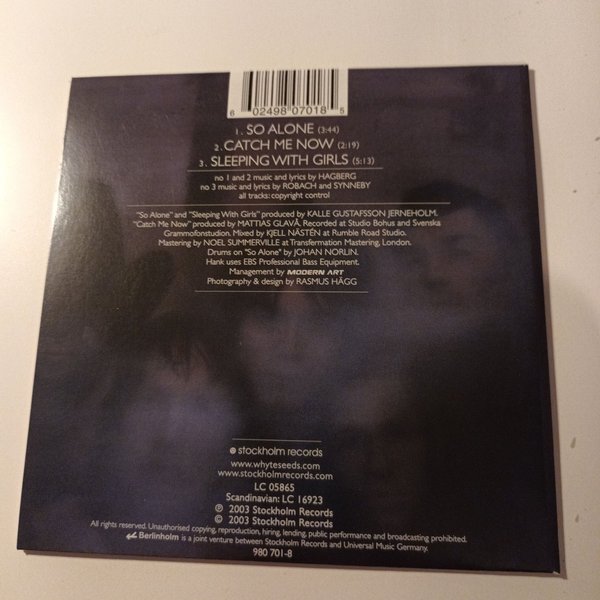 6 02498 07018 5
1. SO ALONE (3:44)
2. CATCH ME NOW (2:19)
3. SLEEPING WITH GIRLS (5:13)
no 1 and 2 music and lyrics by HAGBERG
no 3 music and lyrics by ROBACH and SYNNEBY
all tracks: copyright control
"So Alone" and "Sleeping With Girls" produced by KALLE GUSTAFSSON JERNEHOLM.
"Catch Me Now" produced by MATTIAS GLAVÅ. Recorded at Studio Bohus and Svenska
Grammofonstudion. Mixed by KJELL NÄSTÉN at Rumble Road Studio.
Mastering by NOEL SUMMERVILLE at Transfermation Mastering, London.
Drums on "So Alone" by JOHAN NORLIN.
Hank uses EBS Professional Bass Equipment.
Management by MODERN ART
Photography & design by RASMUS HÄGG
stockholm records
www.whyteseeds.com
www.stockholmrecords.com
LC 05865
Scandinavian: LC 16923
℗ 2003 Stockholm Records
© 2003 Stockholm Records
All rights reserved. Unauthorised copying, reproduction, hiring, lending, public performance and broadcasting prohibited.
Berlinholm is a joint venture between Stockholm Records and Universal Music Germany.
980 701-8